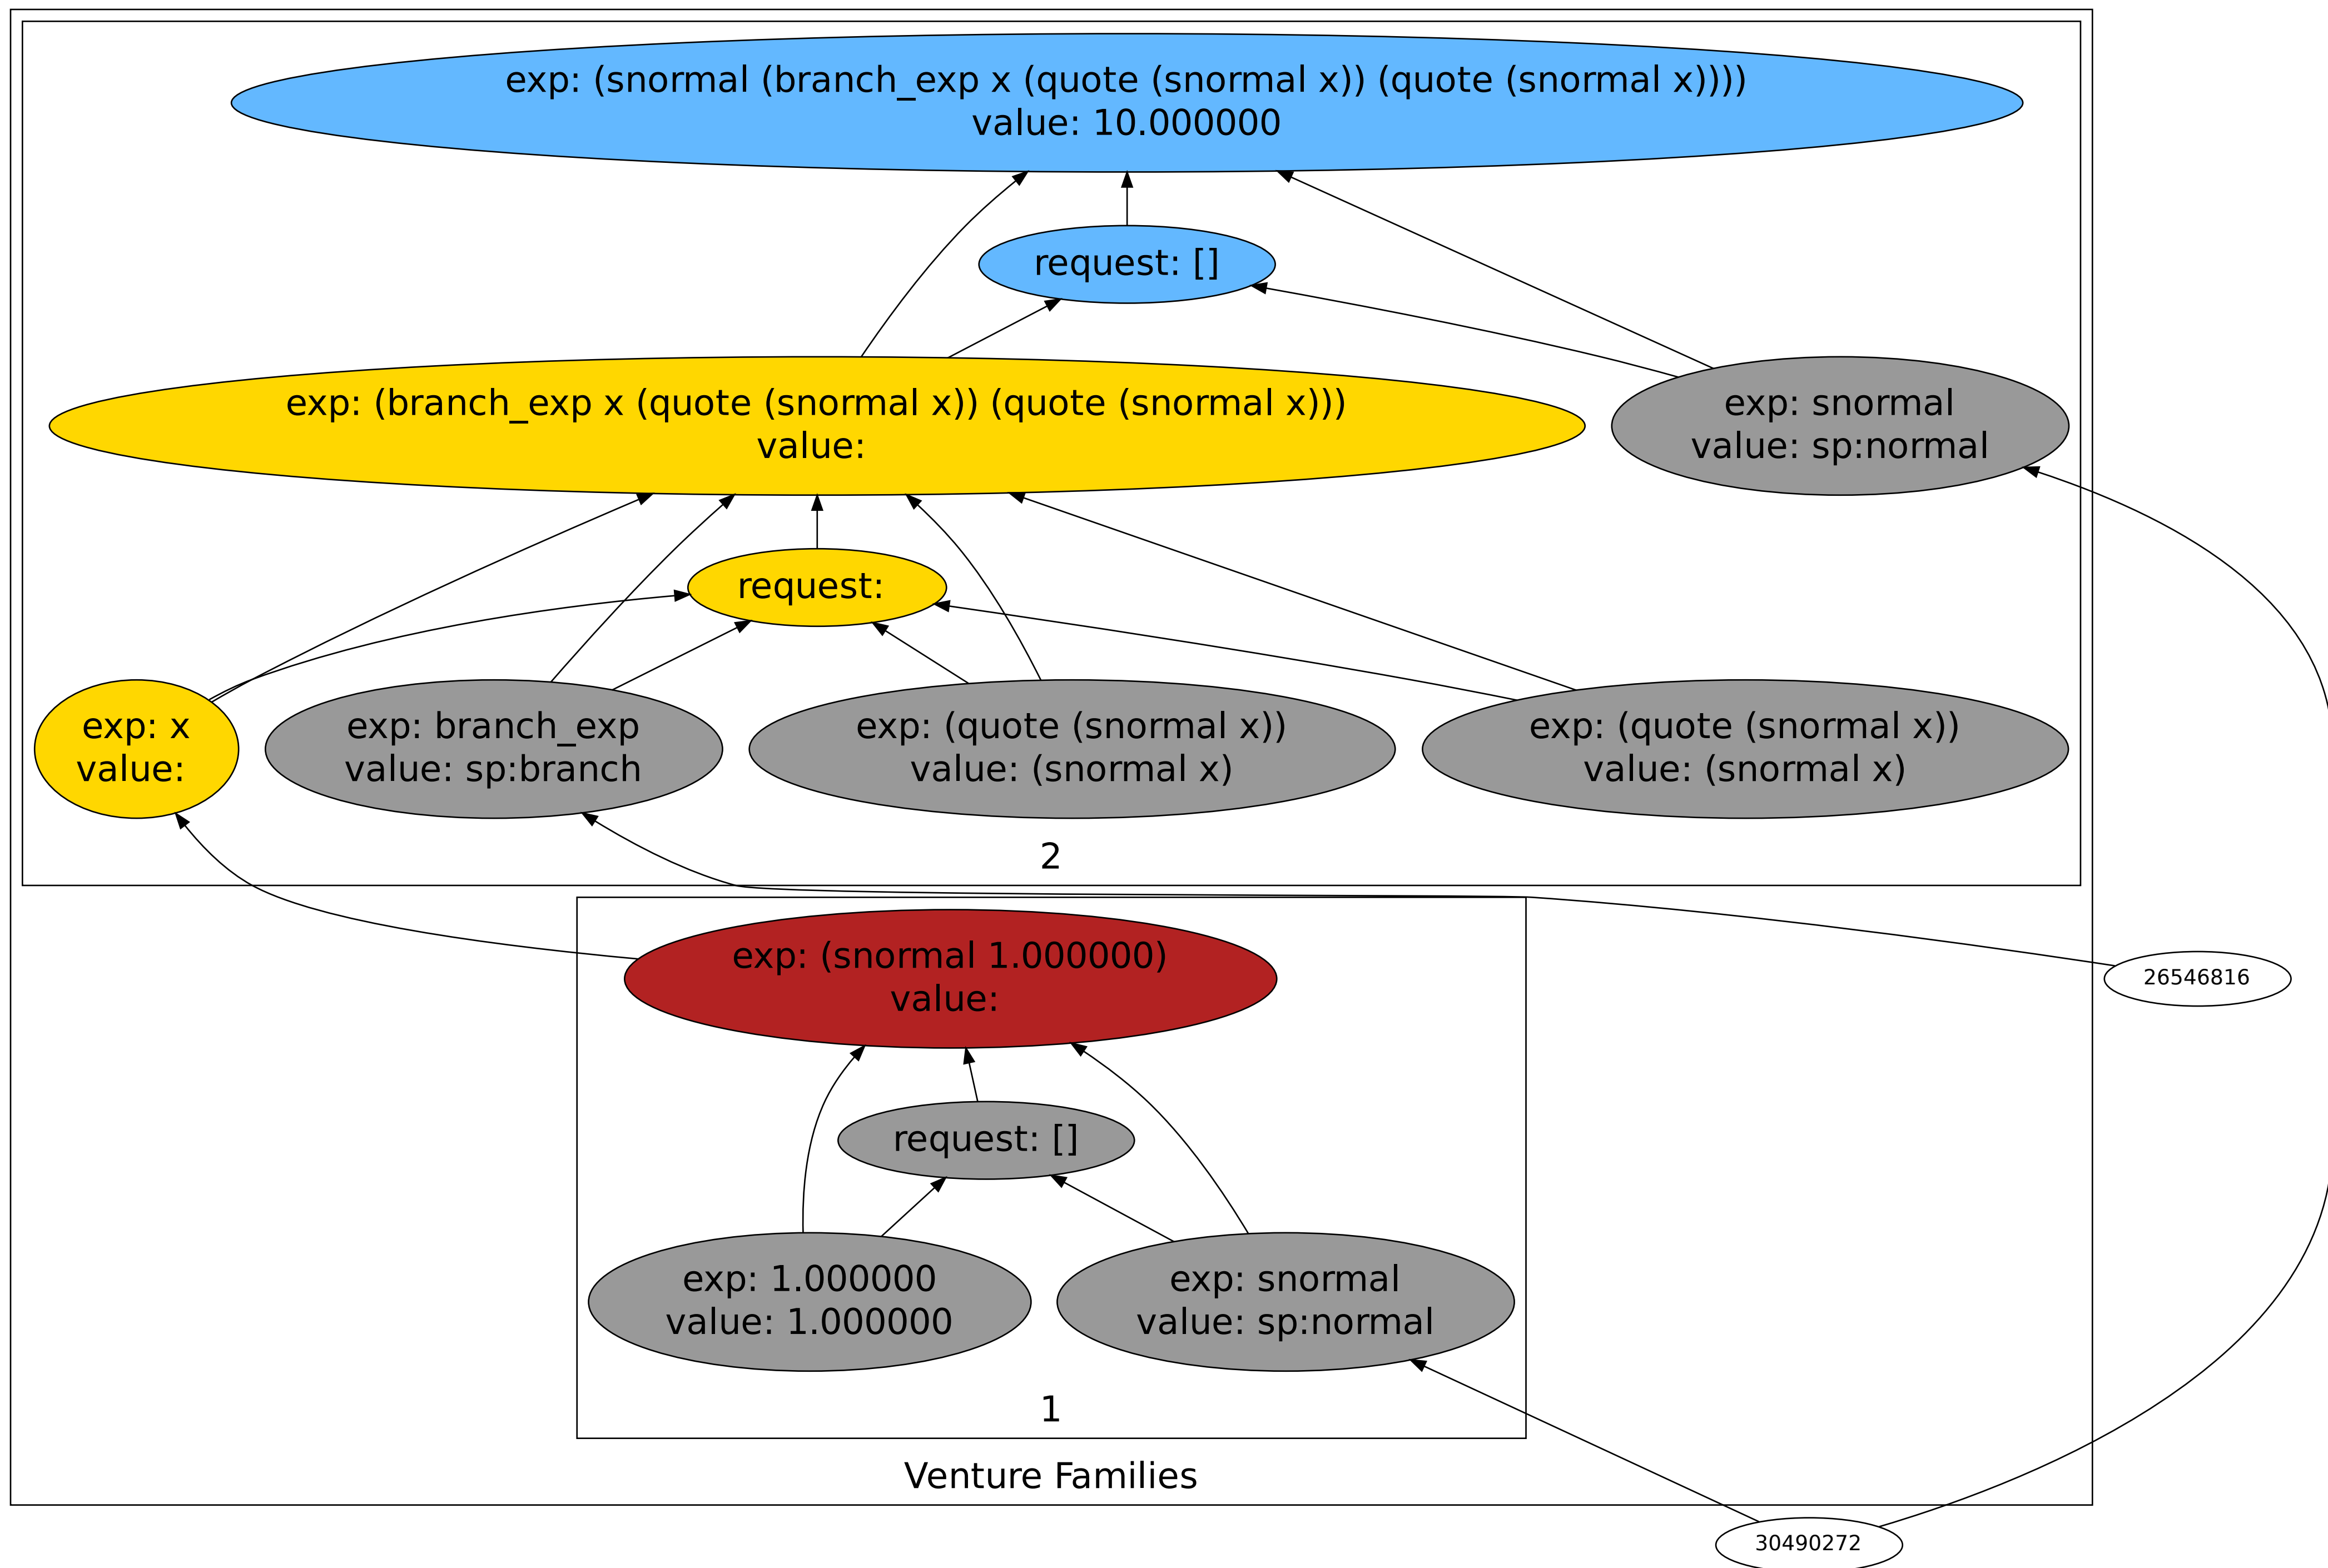 exp: (snormal (branch_exp x (quote (snormal x)) (quote (snormal x))))
value: 10.000000
request: []
exp: (branch_exp x (quote (snormal x)) (quote (snormal x)))
value:
exp: snormal
value: sp:normal
request:
exp: x
value:
exp: branch_exp
value: sp:branch
exp: (quote (snormal x))
value: (snormal x)
exp: (quote (snormal x))
value: (snormal x)
2
exp: (snormal 1.000000)
value:
26546816
request: []
exp: 1.000000
value: 1.000000
exp: snormal
value: sp:normal
1
Venture Families
30490272